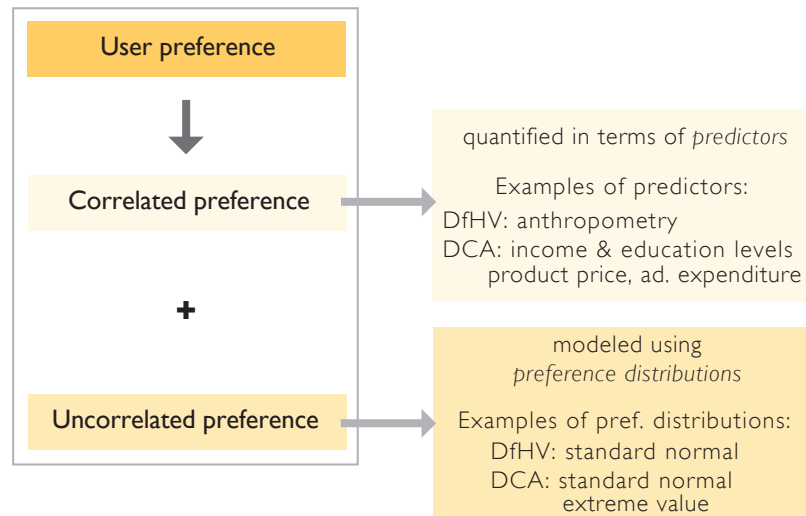 User preference
Correlated preference
+
Uncorrelated preference
quantified in terms of predictors
Examples of predictors:
DfHV: anthropometry
DCA: income & education levels
product price, ad. expenditure
modeled using
preference distributions
Examples of pref. distributions:
DfHV: standard normal
DCA: standard normal
extreme value